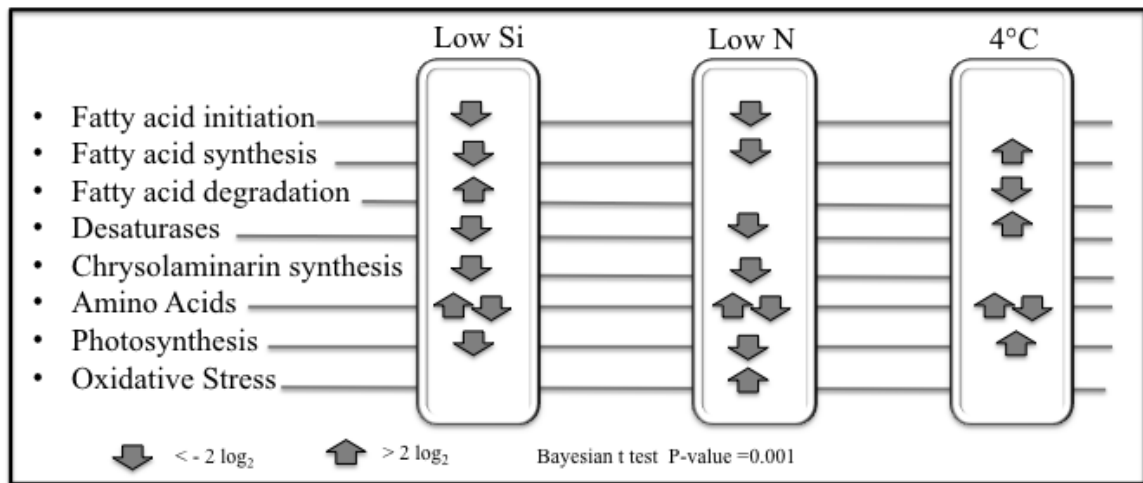 Low Si Low N 4°C
• Fatty acid initiation
• Fatty acid synthesis
• Fatty acid degradation
• Desaturases
• Chrysolaminarin synthesis
• Amino Acids
• Photosynthesis
• Oxidative Stress
< - 2 log₂ > 2 log₂ Bayesian t test P-value =0.001